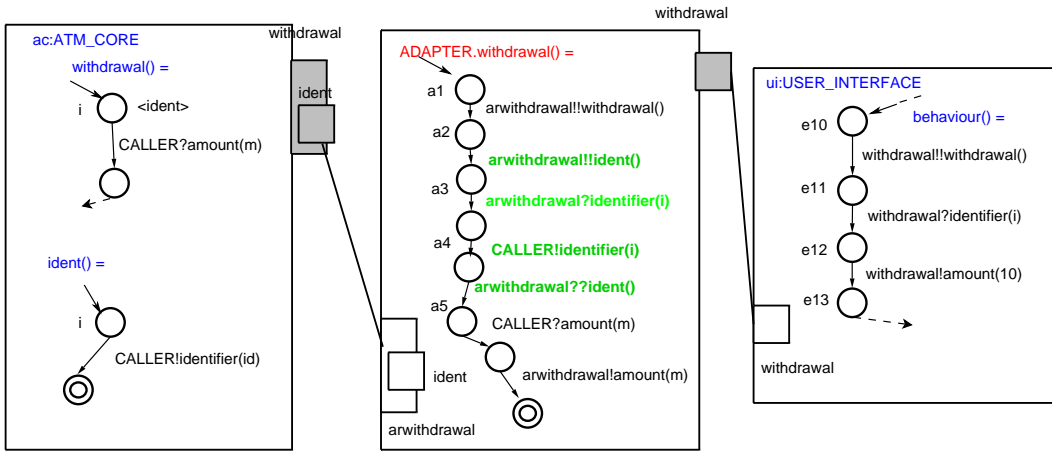 ac:ATM_CORE
withdrawal() =
i
<ident>
CALLER?amount(m)
ident() =
i
CALLER!identifier(id)
withdrawal
ident
ADAPTER.withdrawal() =
a1
arwithdrawal!!withdrawal()
a2
arwithdrawal!!ident()
a3
arwithdrawal?identifier(i)
a4
CALLER!identifier(i)
arwithdrawal??ident()
a5
CALLER?amount(m)
arwithdrawal!amount(m)
ident
arwithdrawal
withdrawal
ui:USER_INTERFACE
behaviour() =
e10
withdrawal!!withdrawal()
e11
withdrawal?identifier(i)
e12
withdrawal!amount(10)
e13
withdrawal